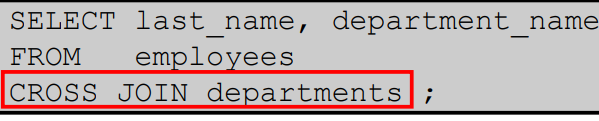 SELECT last_name, department_name
FROM employees
CROSS JOIN departments ;